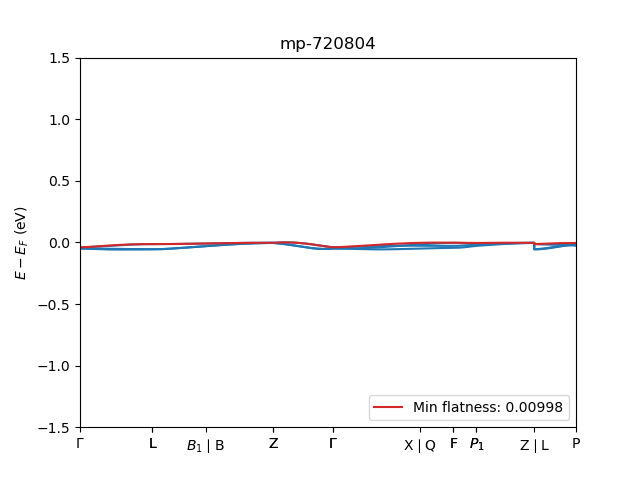 mp-720804
E − E_F (eV)
1.5
1.0
0.5
0.0
−0.5
−1.0
−1.5
Min flatness: 0.00998
Γ L B₁ | B Z Γ X | Q F P₁ Z | L P